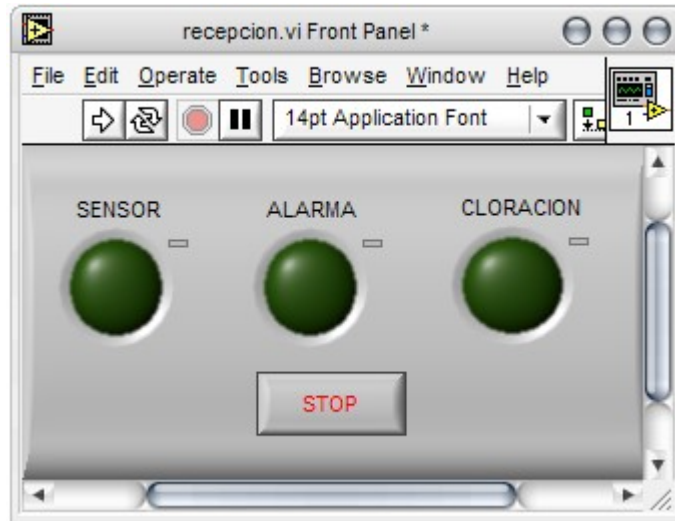 recepcion.vi Front Panel *
File Edit Operate Tools Browse Window Help
14pt Application Font
1
SENSOR ALARMA CLORACION
STOP